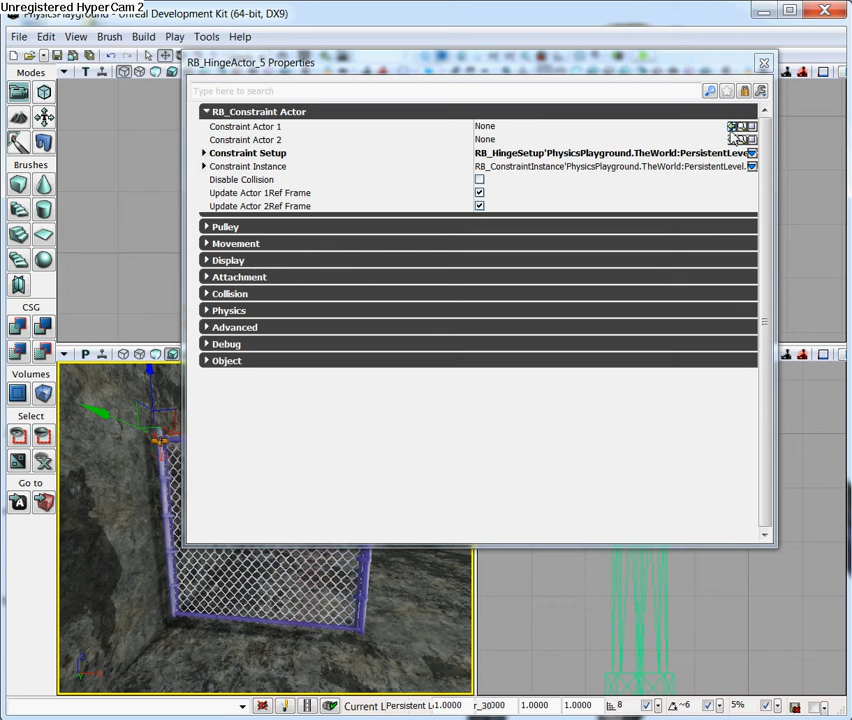 Unregistered HyperCam 2
PhysicsPlayground - Unreal Development Kit (64-bit, DX9)
File Edit View Brush Build Play Tools Help
Modes
RB_HingeActor_5 Properties
Type here to search
RB_Constraint Actor
Constraint Actor 1 None
Constraint Actor 2 None
Constraint Setup RB_HingeSetup'PhysicsPlayground.TheWorld:PersistentLeve
Constraint Instance RB_ConstraintInstance'PhysicsPlayground.TheWorld:PersistentLevel.
Disable Collision
Update Actor 1Ref Frame
Update Actor 2Ref Frame
Pulley
Movement
Display
Attachment
Collision
Physics
Advanced
Debug
Object
Brushes
CSG
Volumes
Select
Go to
T
P
Current L Persistent L 1.0000 r_30000 1.0000 1.0000 8 ~6 5%